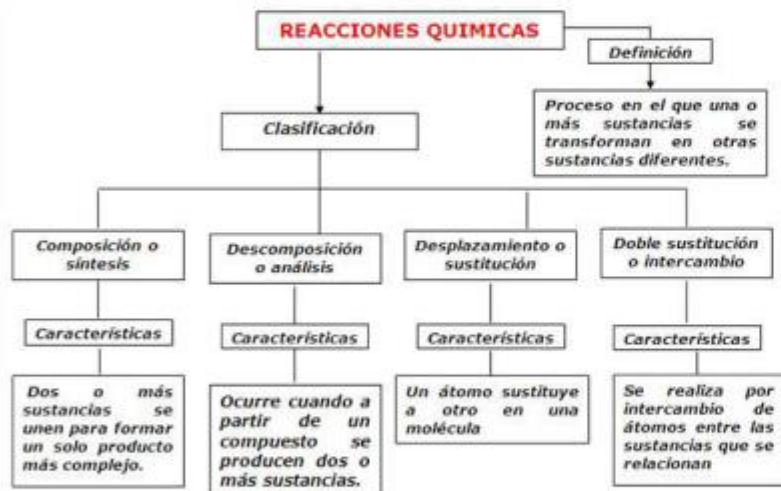 REACCIONES QUIMICAS
Definición
Proceso en el que una o
más sustancias se
transforman en otras
sustancias diferentes.
Clasificación
Composición o
síntesis
Características
Dos o más
sustancias se
unen para formar
un solo producto
más complejo.
Descomposición
o análisis
Características
Ocurre cuando a
partir de un
compuesto se
producen dos o
más sustancias.
Desplazamiento o
sustitución
Características
Un átomo sustituye
a otro en una
molécula
Doble sustitución
o intercambio
Características
Se realiza por
intercambio de
átomos entre las
sustancias que se
relacionan